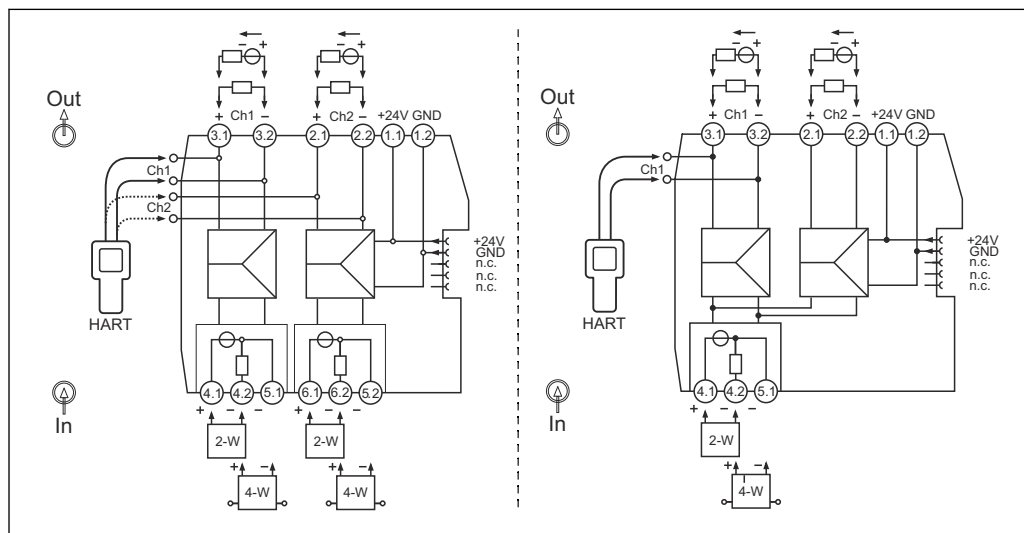 − +
− +
Out
+ Ch1 − + Ch2 − +24V GND
3.1 3.2 2.1 2.2 1.1 1.2
Ch1
Ch2
+24V
GND
n.c.
n.c.
n.c.
HART
4.1 4.2 5.1 6.1 6.2 5.2
+ − − + − −
In
2-W 2-W
+ − + −
4-W 4-W
− +
− +
Out
+ Ch1 − + Ch2 − +24V GND
3.1 3.2 2.1 2.2 1.1 1.2
Ch1
+24V
GND
n.c.
n.c.
n.c.
HART
4.1 4.2 5.1
+ − −
In
2-W
+ −
4-W